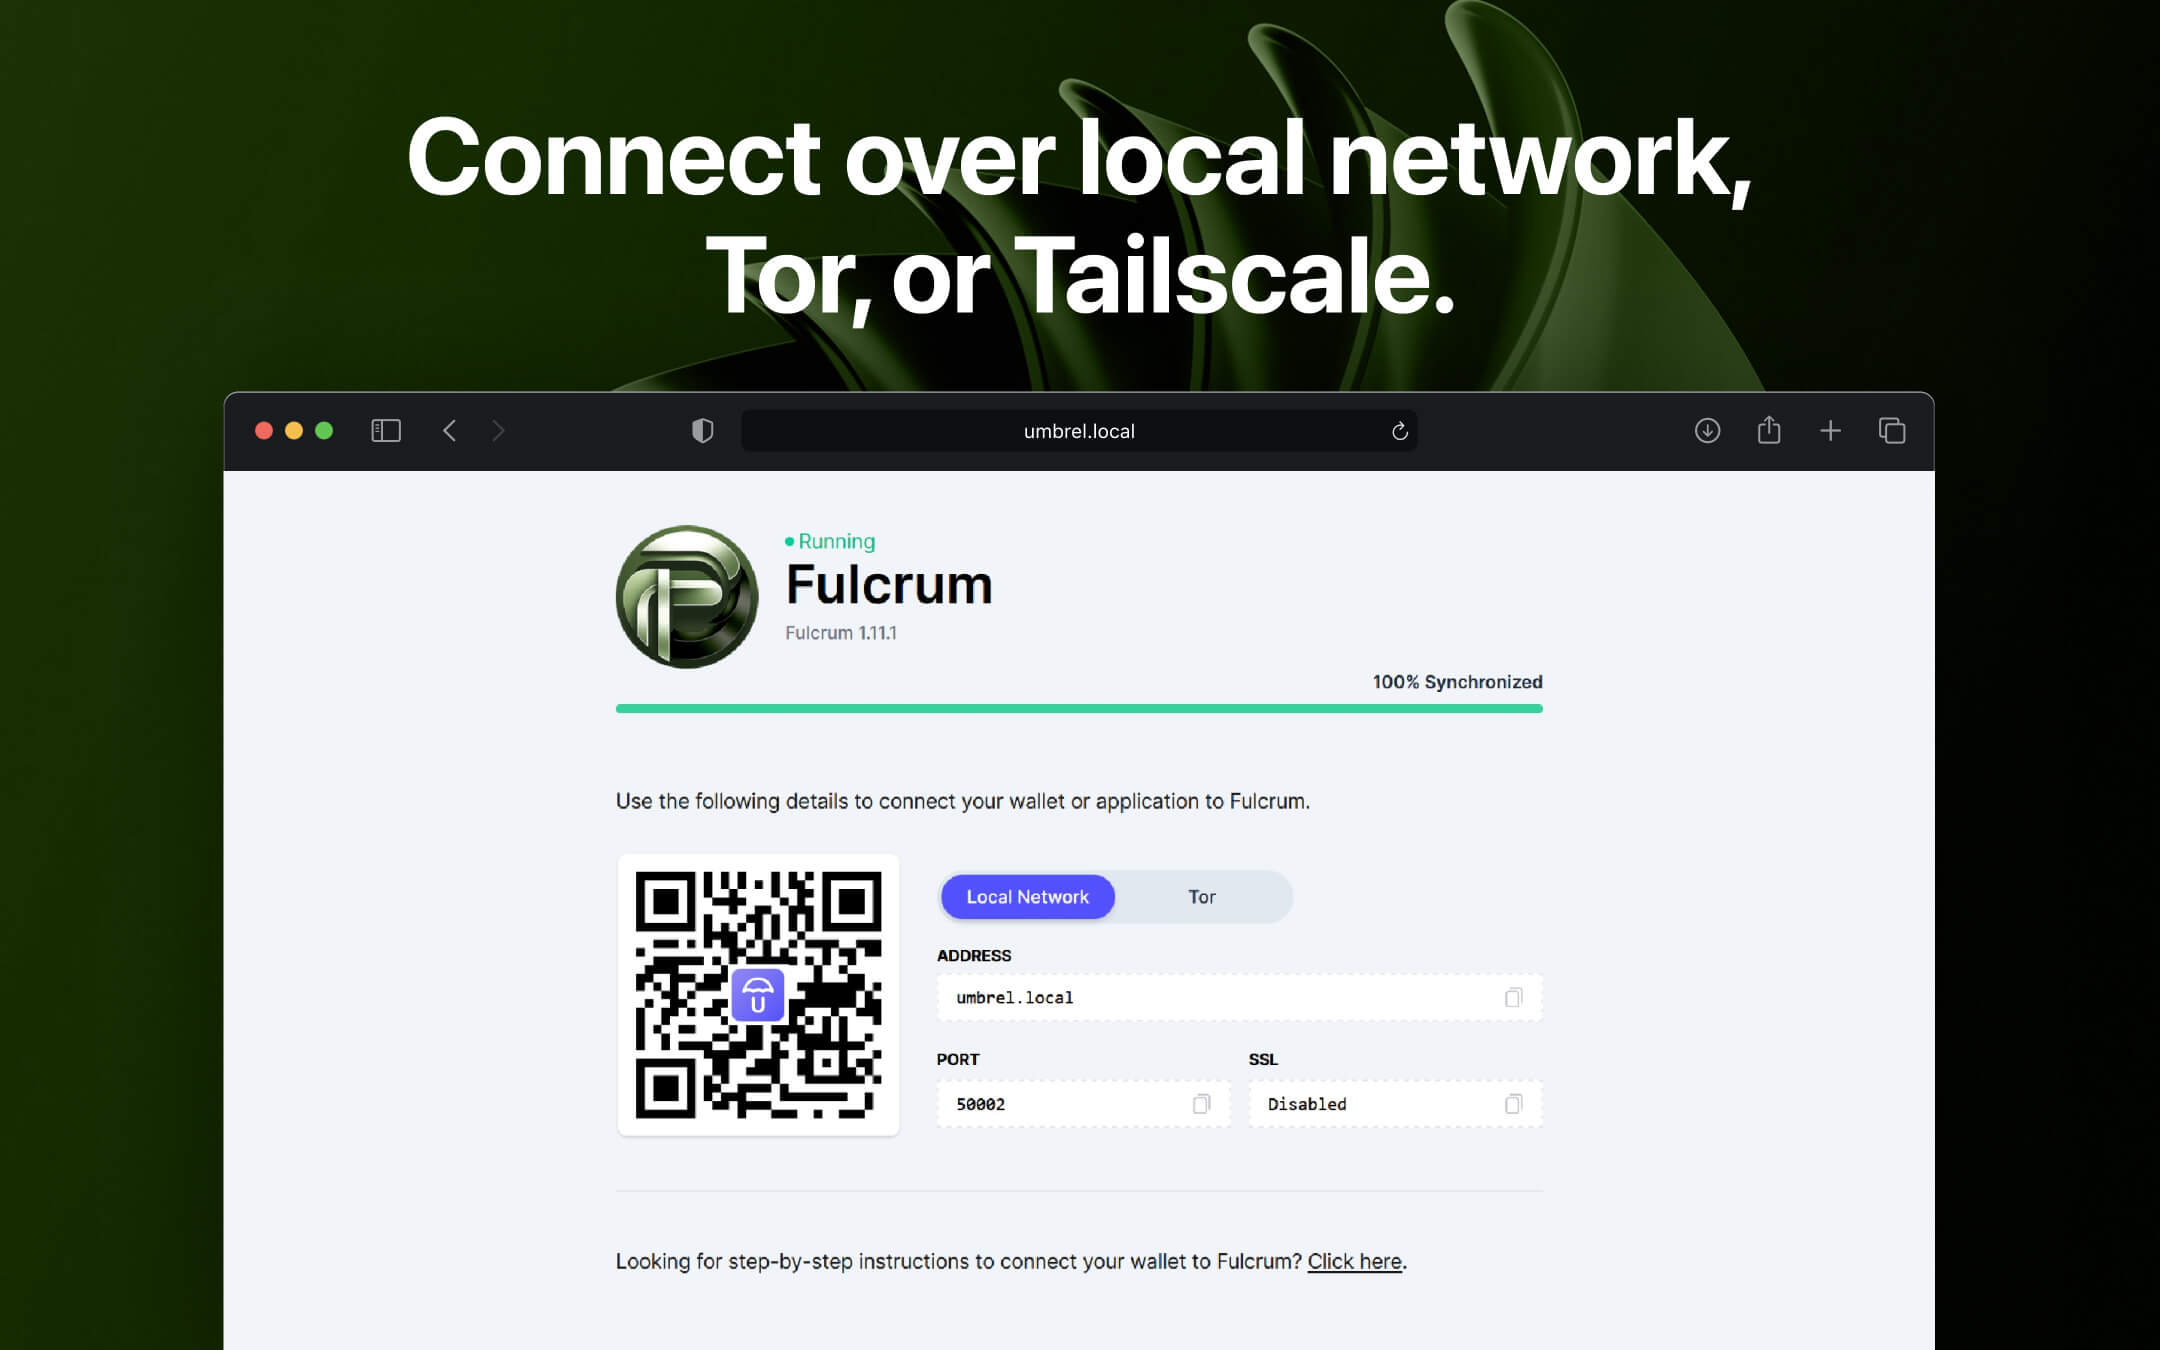 Connect over local network,
Tor, or Tailscale.
umbrel.local
Running
Fulcrum
Fulcrum 1.11.1
100% Synchronized
Use the following details to connect your wallet or application to Fulcrum.
Local Network
Tor
ADDRESS
umbrel.local
PORT
SSL
50002
Disabled
Looking for step-by-step instructions to connect your wallet to Fulcrum? Click here.